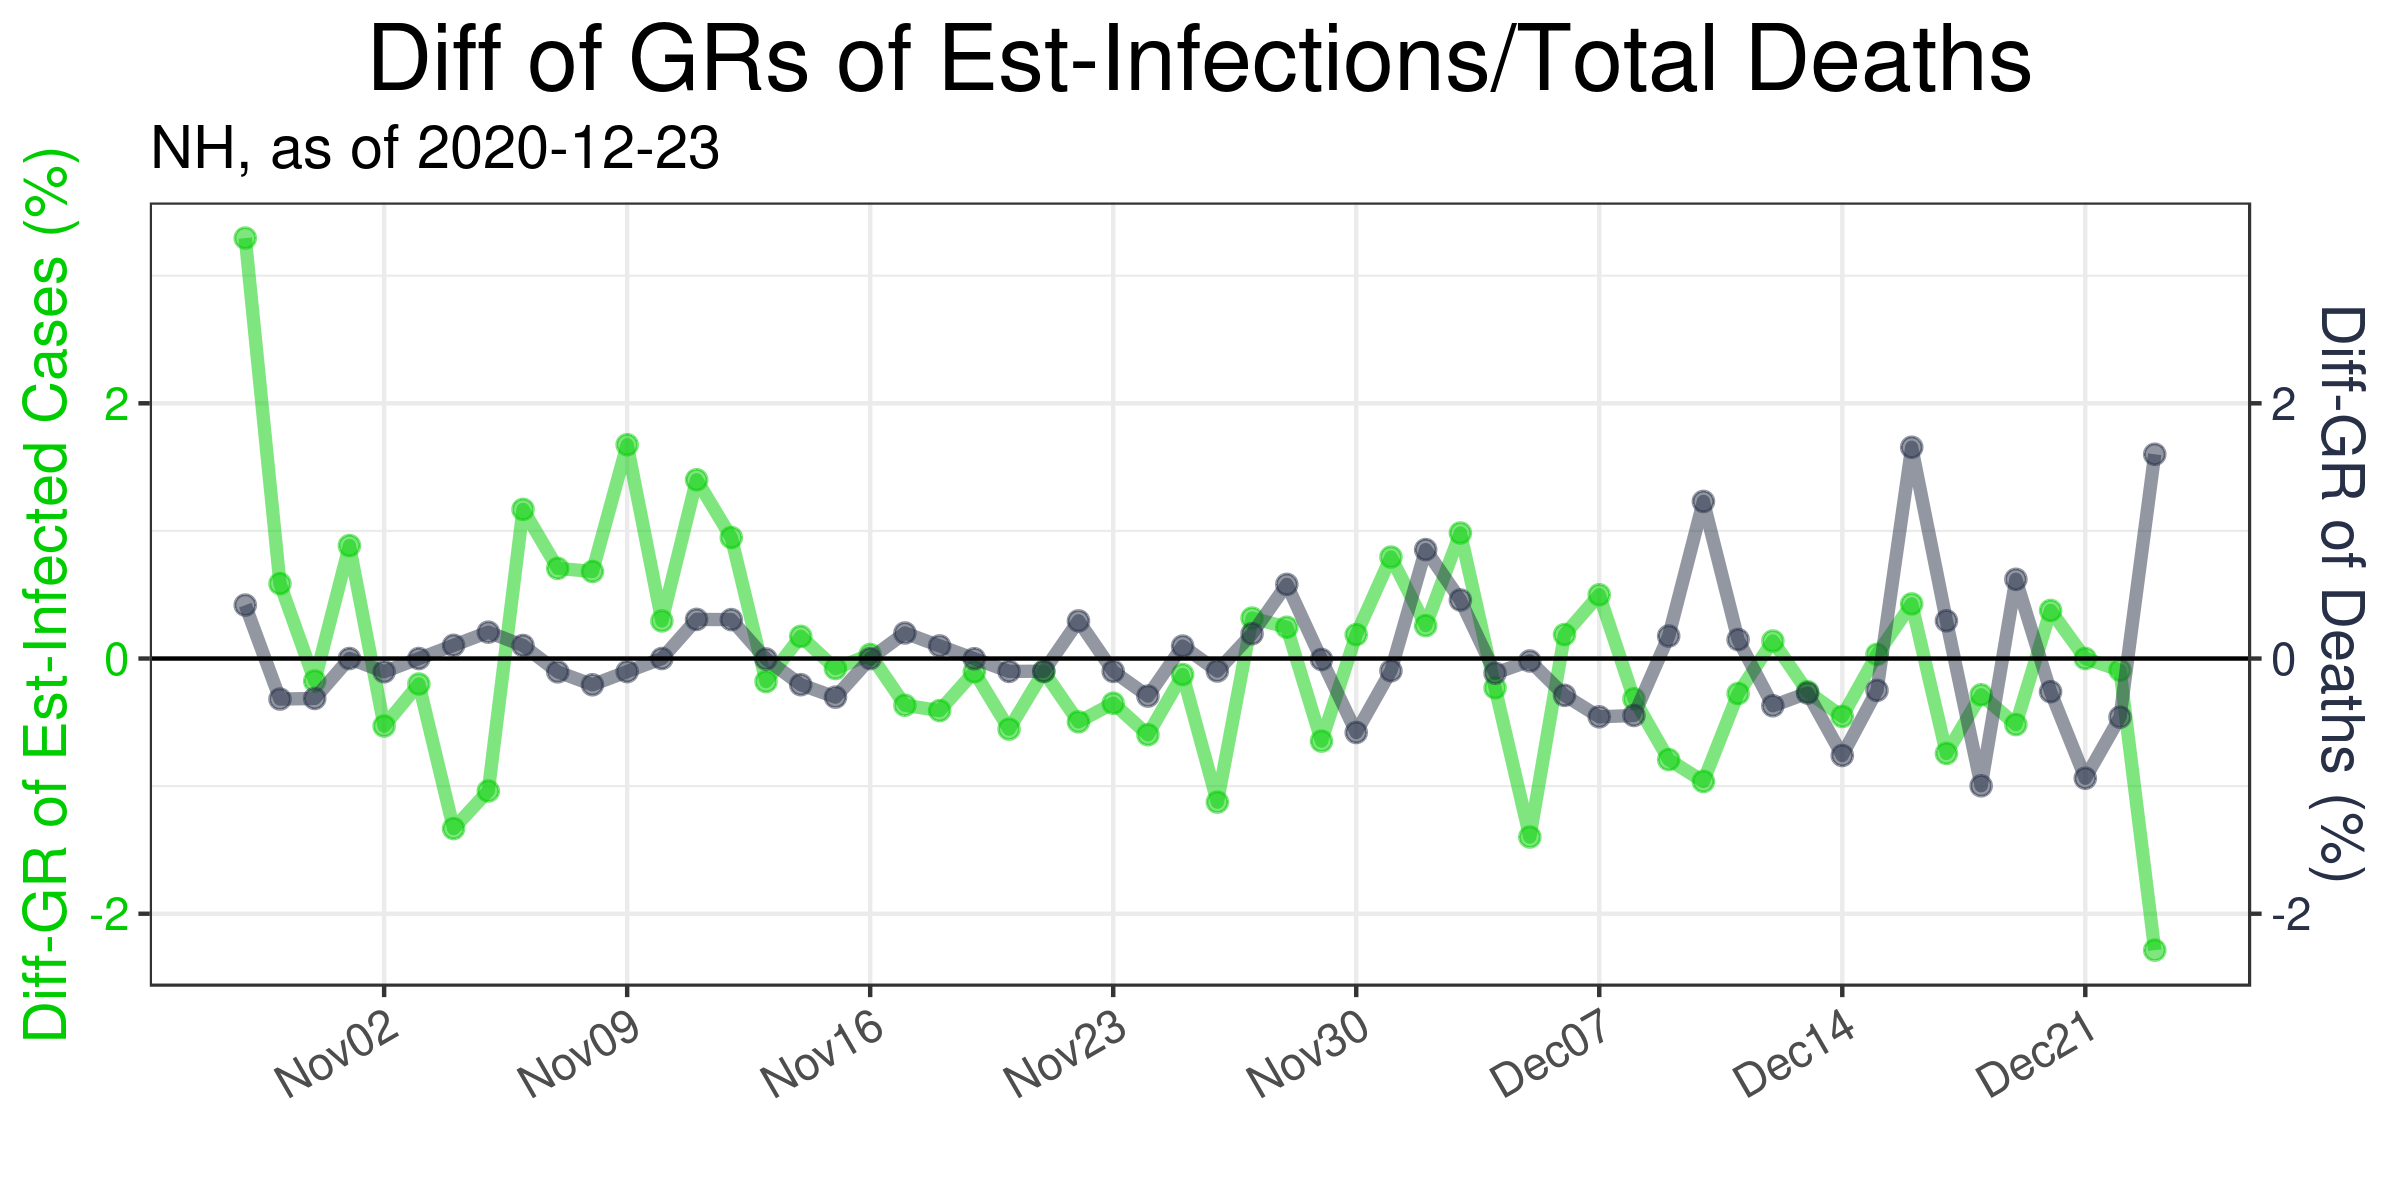 Diff of GRs of Est-Infections/Total Deaths
NH, as of 2020-12-23
Diff-GR of Est-Infected Cases (%)
2
0
-2
2
0
-2
Diff-GR of Deaths (%)
Nov02
Nov09
Nov16
Nov23
Nov30
Dec07
Dec14
Dec21